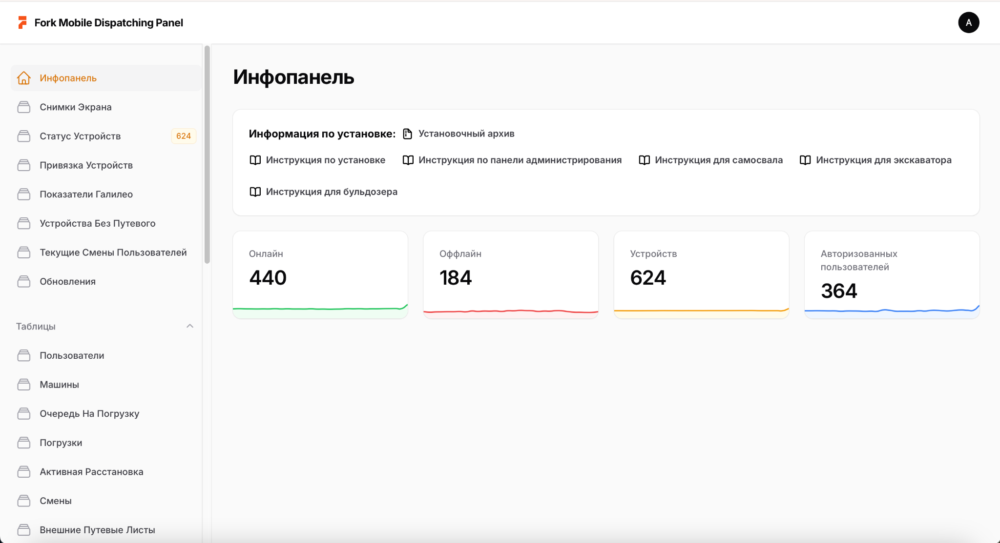 Fork Mobile Dispatching Panel
A
Инфопанель
Снимки Экрана
Статус Устройств 624
Привязка Устройств
Показатели Галилео
Устройства Без Путевого
Текущие Смены Пользователей
Обновления
Таблицы
Пользователи
Машины
Очередь На Погрузку
Погрузки
Активная Расстановка
Смены
Внешние Путевые Листы
Инфопанель
Информация по установке: Установочный архив
Инструкция по установке Инструкция по панели администрирования Инструкция для самосвала Инструкция для экскаватора
Инструкция для бульдозера
Онлайн
440
Оффлайн
184
Устройств
624
Авторизованных
пользователей
364